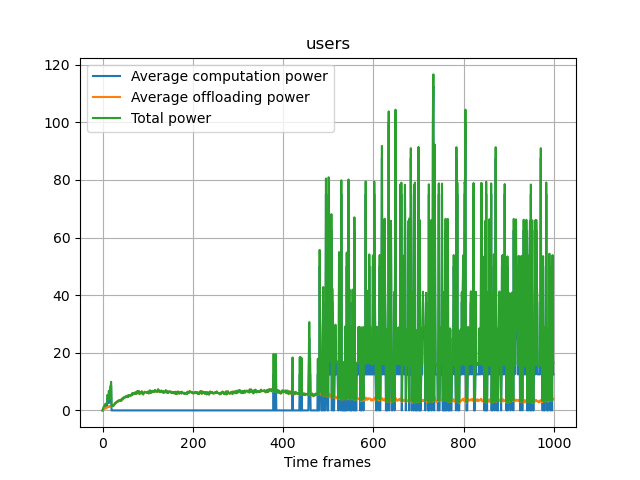 users
Average computation power
Average offloading power
Total power
120
100
80
60
40
20
0
0 200 400 600 800 1000
Time frames